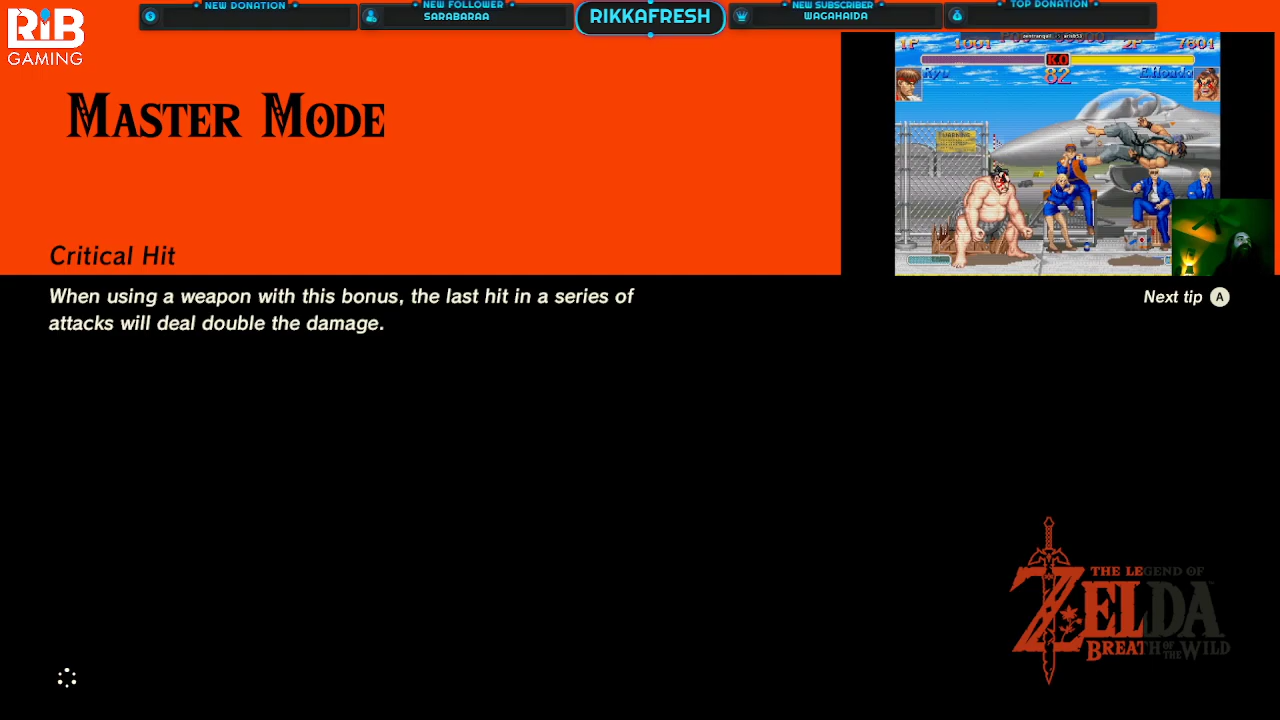 NEW DONATION
NEW FOLLOWER
SARABARAA
RIKKAFRESH
NEW SUBSCRIBER
WAGAHAIDA
TOP DONATION
RiB
GAMING
1P
2P 7601
K.O
Ryu
82
E.Honda
WARNING
MASTER MODE
Critical Hit
When using a weapon with this bonus, the last hit in a series of
attacks will deal double the damage.
Next tip A
THE LEGEND OF
ZELDA
BREATH OF THE WILD